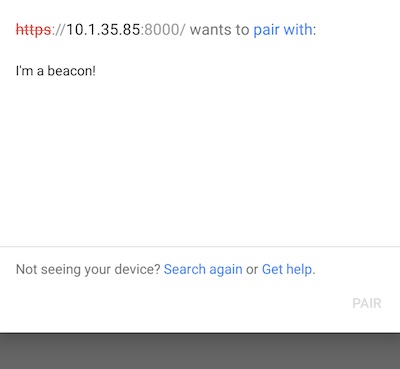 https://10.1.35.85:8000/ wants to pair with:
I'm a beacon!
Not seeing your device? Search again or Get help.
PAIR